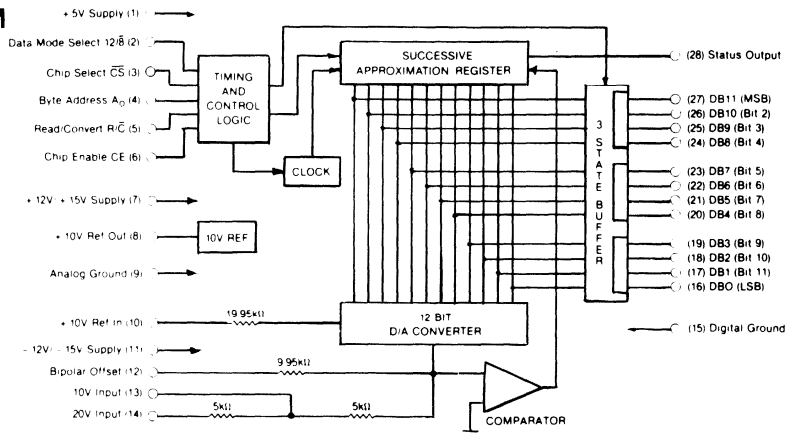 + 5V Supply (1)
Data Mode Select 12/8̅ (2)
Chip Select C̅S̅ (3)
Byte Address A₀ (4)
Read/Convert R/C̅ (5)
Chip Enable CE (6)
+ 12V/ + 15V Supply (7)
+ 10V Ref Out (8)
Analog Ground (9)
+ 10V Ref In (10)
− 12V/ − 15V Supply (11)
Bipolar Offset (12)
10V Input (13)
20V Input (14)
TIMING
AND
CONTROL
LOGIC
CLOCK
10V REF
SUCCESSIVE
APPROXIMATION REGISTER
12 BIT
D/A CONVERTER
19.95kΩ
9.95kΩ
5kΩ
5kΩ
COMPARATOR
3 STATE BUFFER
(28) Status Output
(27) DB11 (MSB)
(26) DB10 (Bit 2)
(25) DB9 (Bit 3)
(24) DB8 (Bit 4)
(23) DB7 (Bit 5)
(22) DB6 (Bit 6)
(21) DB5 (Bit 7)
(20) DB4 (Bit 8)
(19) DB3 (Bit 9)
(18) DB2 (Bit 10)
(17) DB1 (Bit 11)
(16) DBO (LSB)
(15) Digital Ground